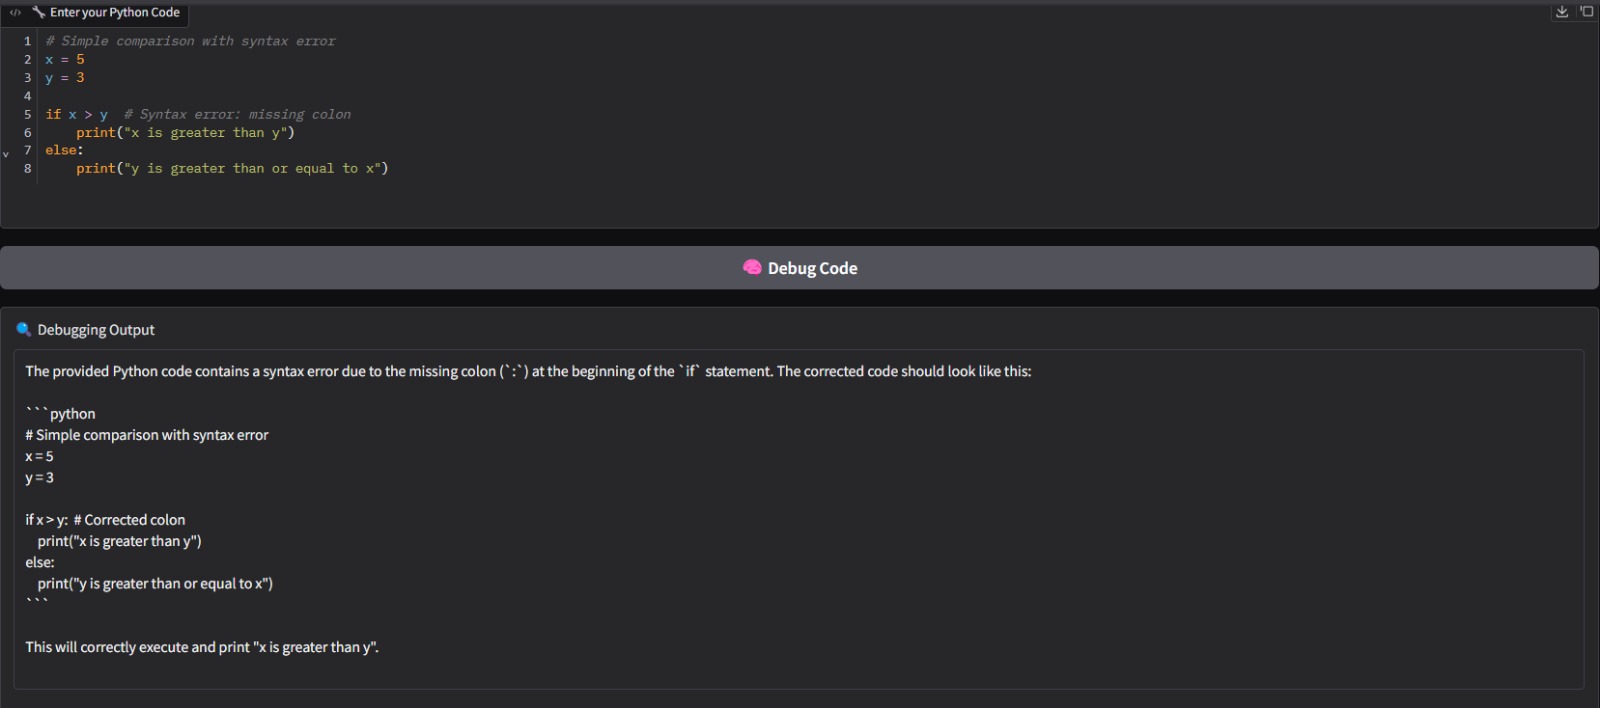 </> 🔧 Enter your Python Code
1 # Simple comparison with syntax error
2 x = 5
3 y = 3
4
5 if x > y  # Syntax error: missing colon
6     print("x is greater than y")
7 else:
8     print("y is greater than or equal to x")
🧠 Debug Code
🔍 Debugging Output
The provided Python code contains a syntax error due to the missing colon (`:`) at the beginning of the `if` statement. The corrected code should look like this:
```python
# Simple comparison with syntax error
x = 5
y = 3
if x > y:  # Corrected colon
    print("x is greater than y")
else:
    print("y is greater than or equal to x")
```
This will correctly execute and print "x is greater than y".